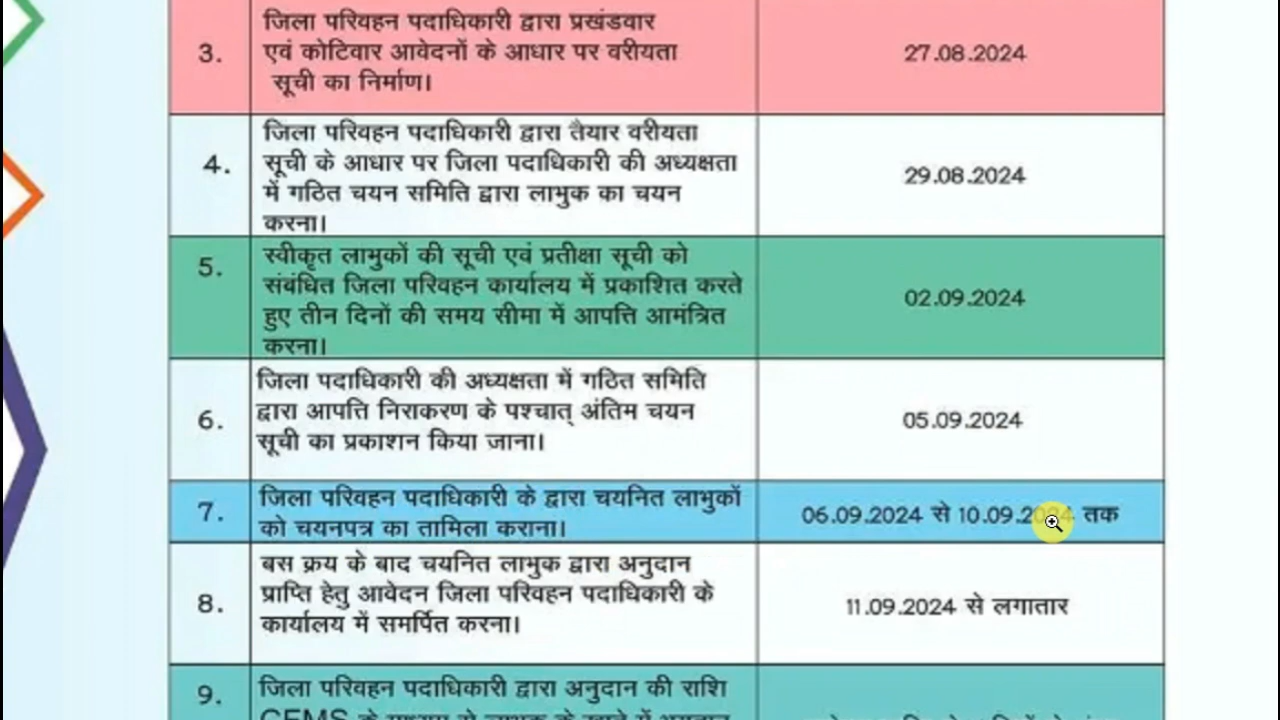 3.
जिला परिवहन पदाधिकारी द्वारा प्रखंडवार
एवं कोटिवार आवेदनों के आधार पर वरीयता
सूची का निर्माण।
27.08.2024
4.
जिला परिवहन पदाधिकारी द्वारा तैयार वरीयता
सूची के आधार पर जिला पदाधिकारी की अध्यक्षता
में गठित चयन समिति द्वारा लाभुक का चयन
करना।
29.08.2024
5.
स्वीकृत लाभुकों की सूची एवं प्रतीक्षा सूची को
संबंधित जिला परिवहन कार्यालय में प्रकाशित करते
हुए तीन दिनों की समय सीमा में आपत्ति आमंत्रित
करना।
02.09.2024
6.
जिला पदाधिकारी की अध्यक्षता में गठित समिति
द्वारा आपत्ति निराकरण के पश्चात् अंतिम चयन
सूची का प्रकाशन किया जाना।
05.09.2024
7.
जिला परिवहन पदाधिकारी के द्वारा चयनित लाभुकों
को चयनपत्र का तामिला कराना।
06.09.2024 से 10.09.2024 तक
8.
बस क्रय के बाद चयनित लाभुक द्वारा अनुदान
प्राप्ति हेतु आवेदन जिला परिवहन पदाधिकारी के
कार्यालय में समर्पित करना।
11.09.2024 से लगातार
9.
जिला परिवहन पदाधिकारी द्वारा अनुदान की राशि